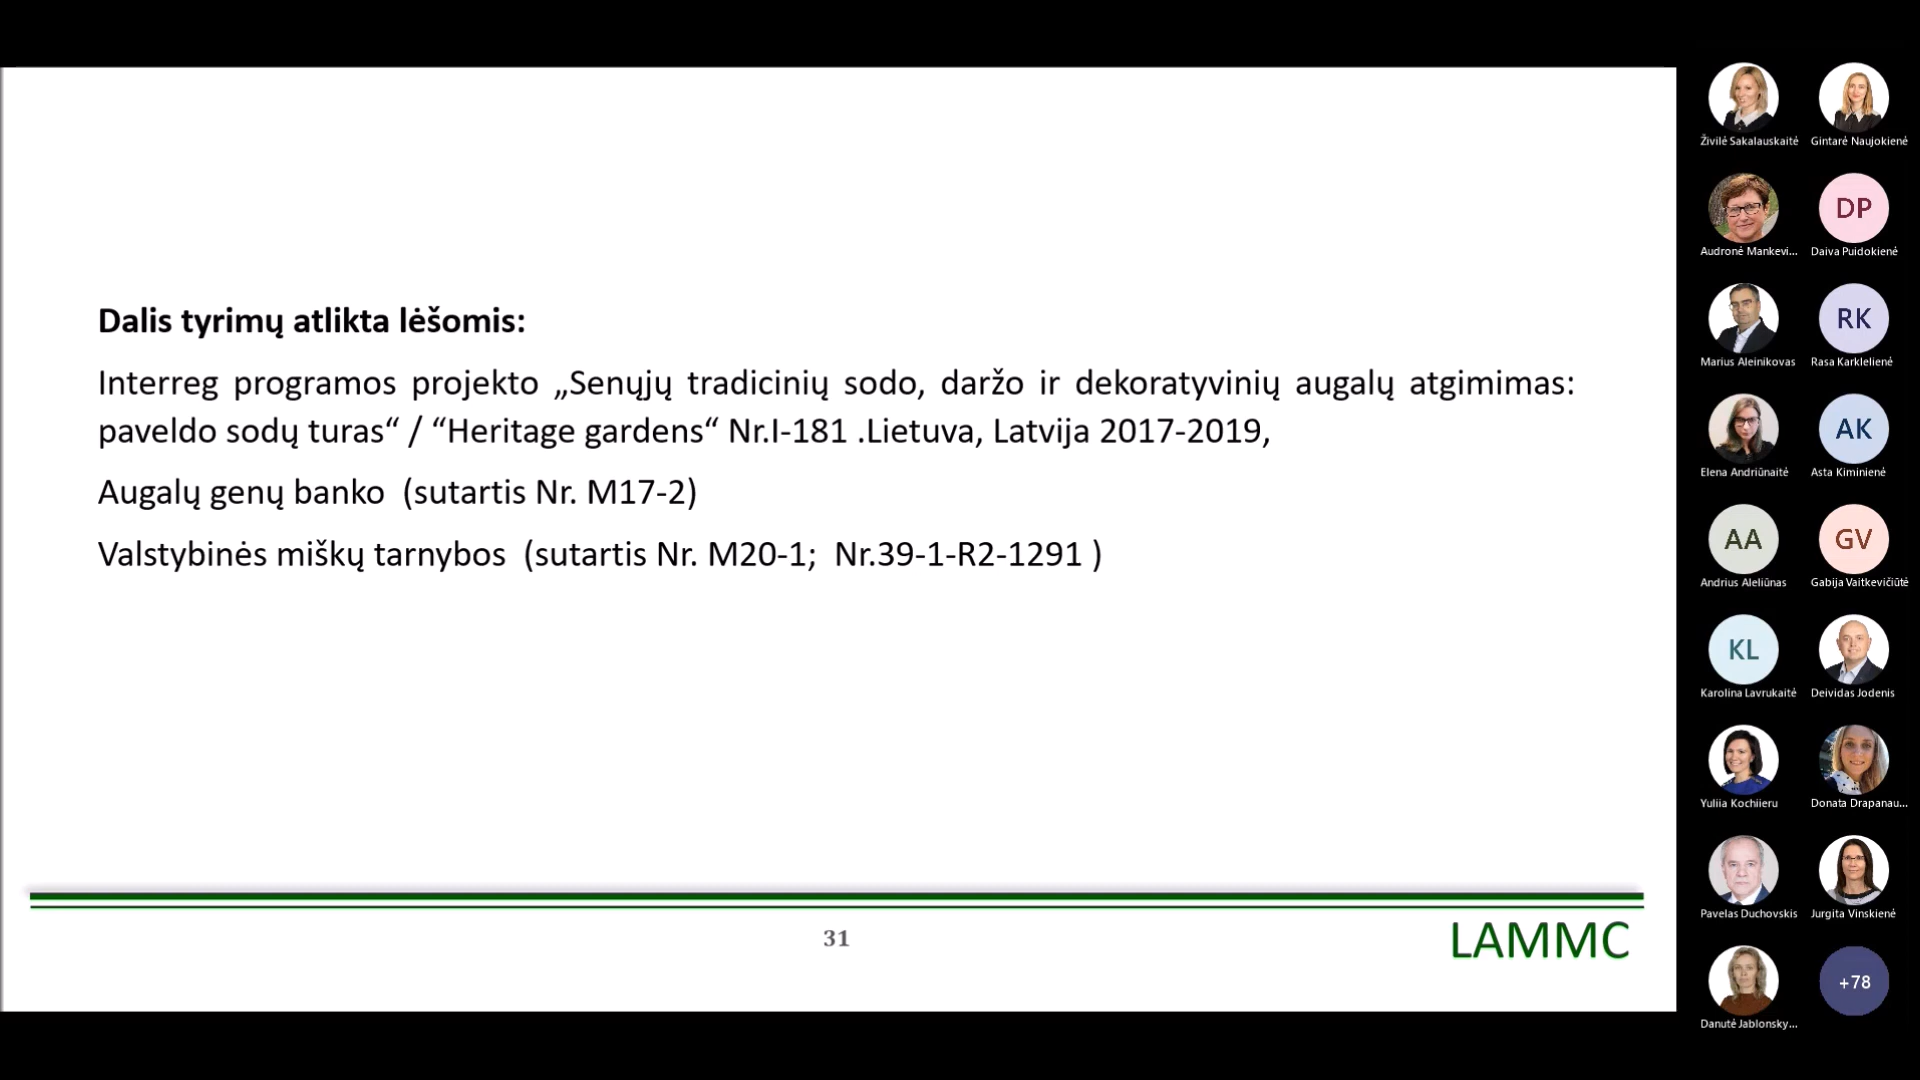 Dalis tyrimų atlikta lėšomis:
Interreg programos projekto „Senųjų tradicinių sodo, daržo ir dekoratyvinių augalų atgimimas:
paveldo sodų turas“ / “Heritage gardens“ Nr.I-181 .Lietuva, Latvija 2017-2019,
Augalų genų banko (sutartis Nr. M17-2)
Valstybinės miškų tarnybos (sutartis Nr. M20-1; Nr.39-1-R2-1291 )
31
LAMMC
Živilė Sakalauskaitė
Gintarė Naujokienė
Audronė Mankevi...
DP
Daiva Puidokienė
Marius Aleinikovas
RK
Rasa Karklelienė
Elena Andriūnaitė
AK
Asta Kiminienė
AA
Andrius Aleliūnas
GV
Gabija Vaitkevičiūtė
KL
Karolina Lavrukaitė
Deividas Jodenis
Yuliia Kochiieru
Donata Drapanau...
Pavelas Duchovskis
Jurgita Vinskienė
Danutė Jablonsky...
+78